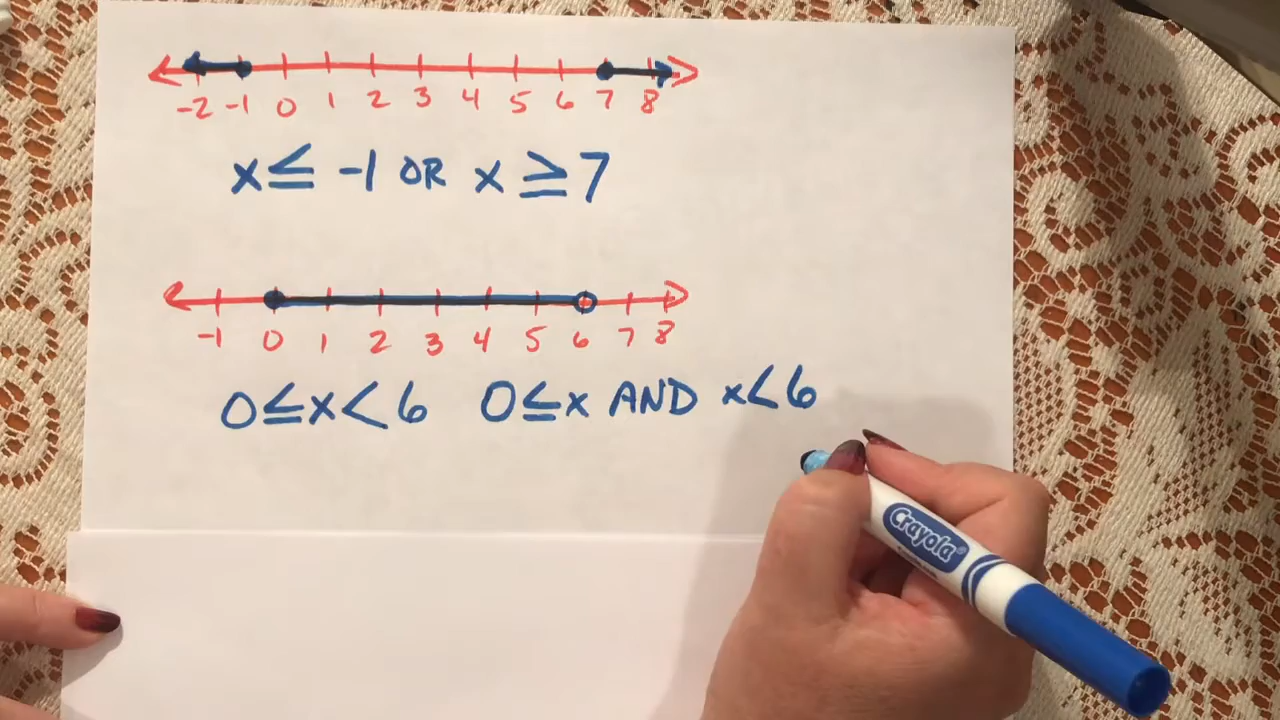 -2 -1 0 1 2 3 4 5 6 7 8
x ≤ -1 OR x ≥ 7
-1 0 1 2 3 4 5 6 7 8
0 ≤ x < 6 0 ≤ x AND x < 6
Crayola®